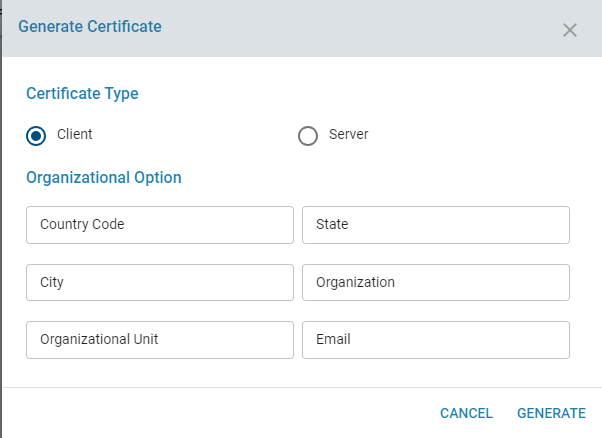 Generate Certificate
Certificate Type
Client
Server
Organizational Option
Country Code
State
City
Organization
Organizational Unit
Email
CANCEL
GENERATE